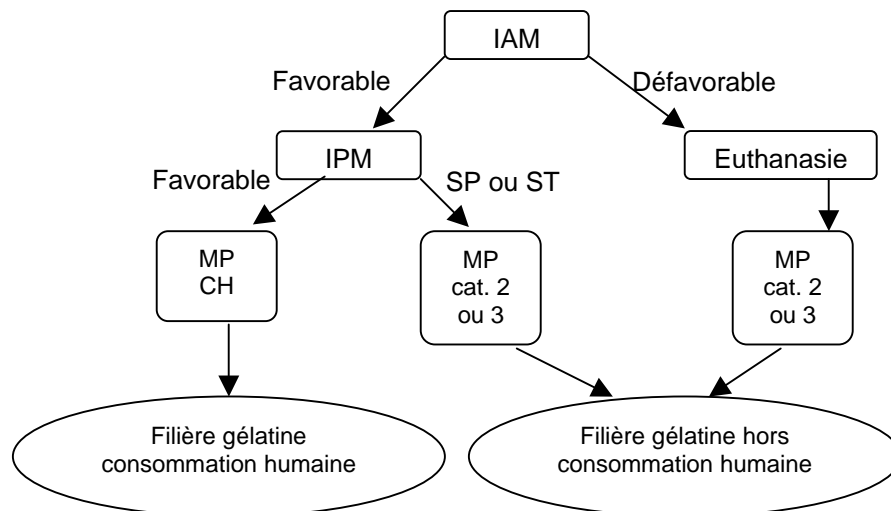 IAM
Favorable
Défavorable
IPM
Euthanasie
Favorable
SP ou ST
MP
CH
MP
cat. 2
ou 3
MP
cat. 2
ou 3
Filière gélatine
consommation humaine
Filière gélatine hors
consommation humaine